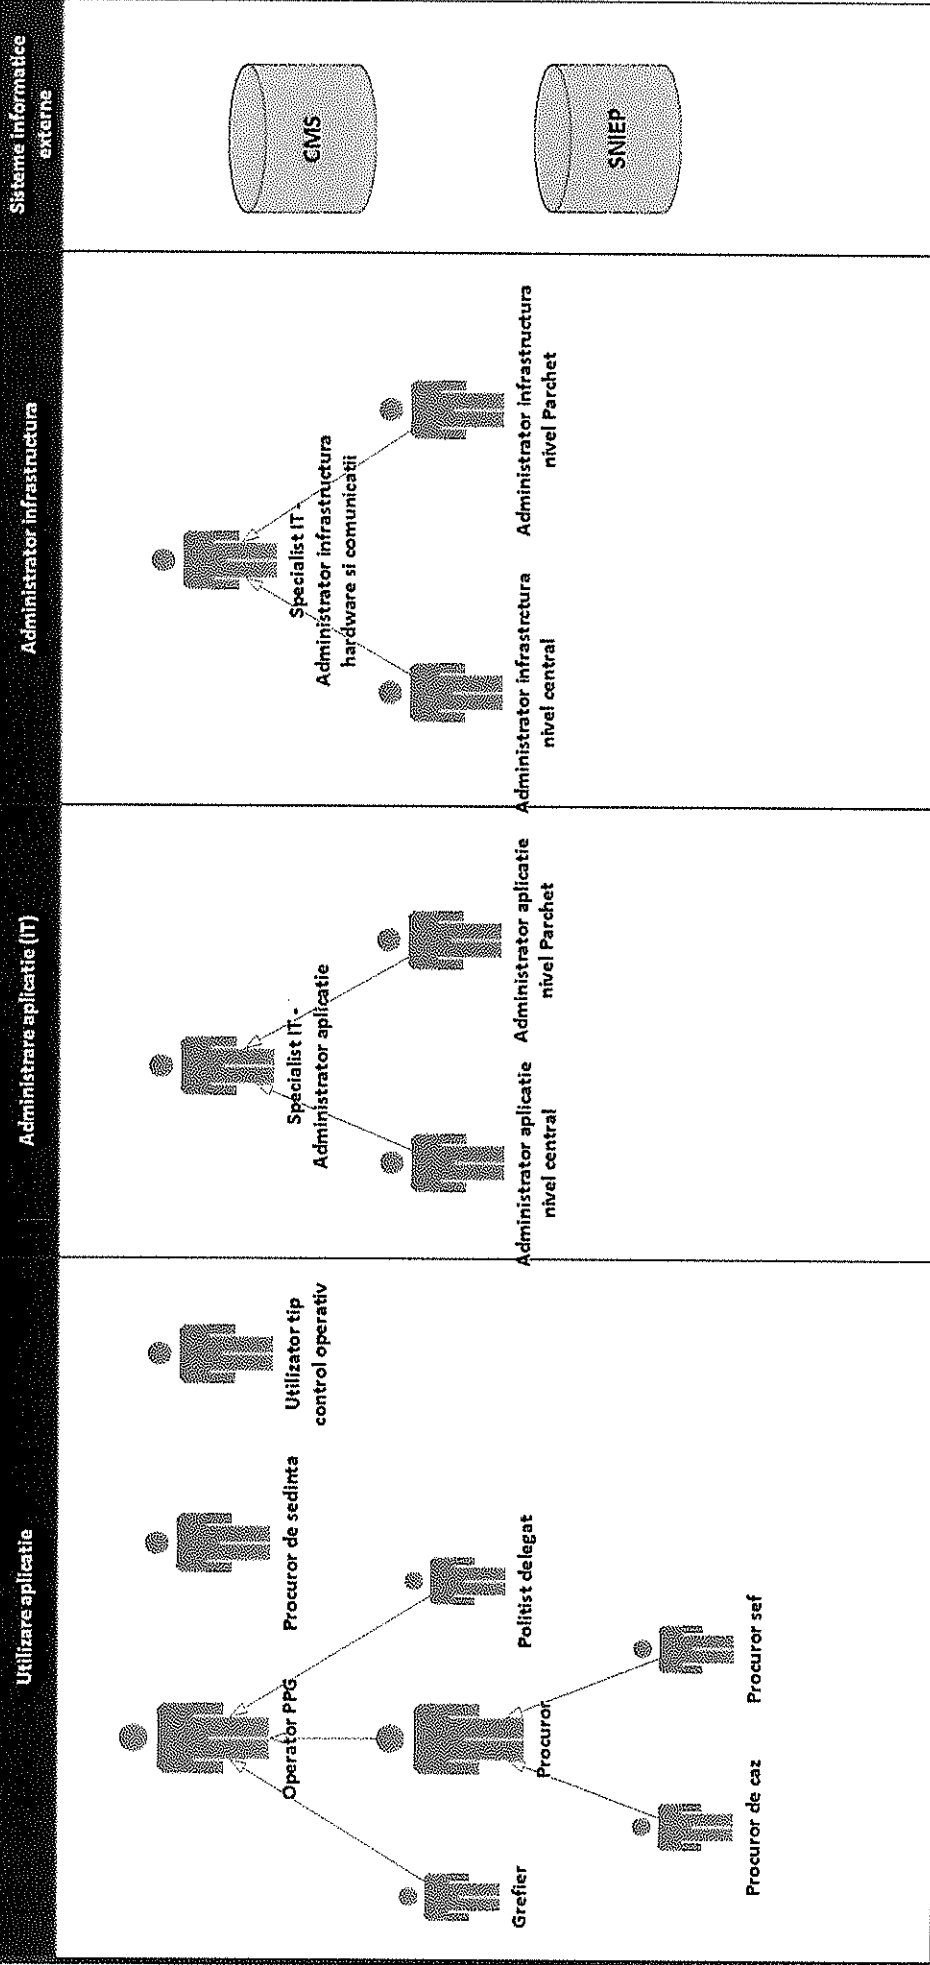 Utilizare aplicatie
Administrare aplicatie (IT)
Administrator infrastructura
Sisteme informatice
externe
Operator PPG
Procuror de sedinta
Utilizator tip
control operativ
Grefier
Procuror
Politist delegat
Procuror de caz
Procuror sef
Specialist IT -
Administrator aplicatie
Administrator aplicatie
nivel central
Administrator aplicatie
nivel Parchet
Specialist IT -
Administrator infrastructura
hardware si comunicatii
Administrator infrastrctura
nivel central
Administrator infrastructura
nivel Parchet
CMS
SNIEP